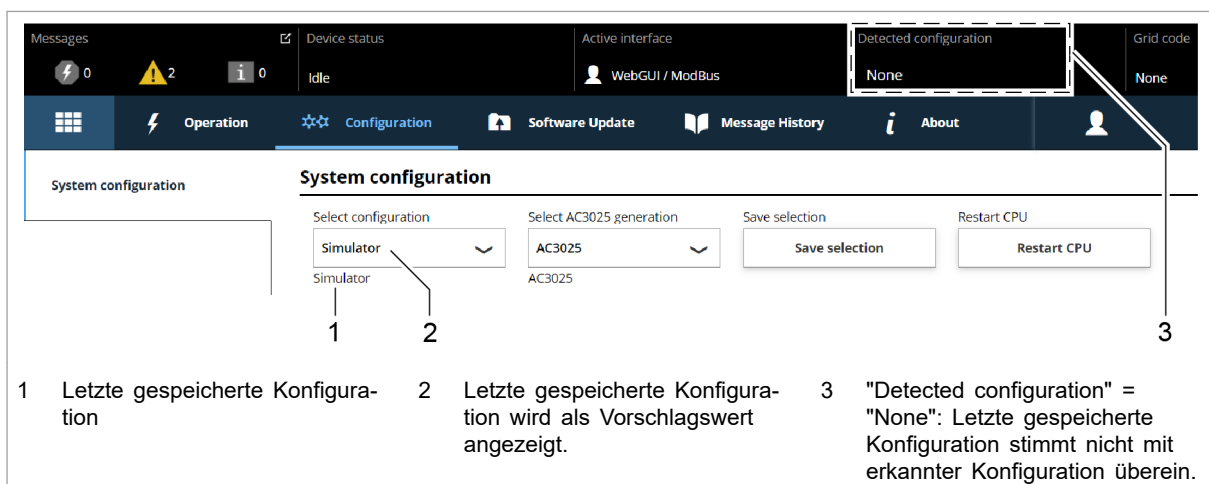 Messages Device status Active interface Detected configuration Grid code
0 2 i 0 Idle WebGUI / ModBus None None
Operation Configuration Software Update Message History i About
System configuration System configuration
Select configuration Select AC3025 generation Save selection Restart CPU
Simulator AC3025 Save selection Restart CPU
Simulator AC3025
1 2 3
1 Letzte gespeicherte Konfigura-
tion
2 Letzte gespeicherte Konfigura-
tion wird als Vorschlagswert
angezeigt.
3 "Detected configuration" =
"None": Letzte gespeicherte
Konfiguration stimmt nicht mit
erkannter Konfiguration überein.